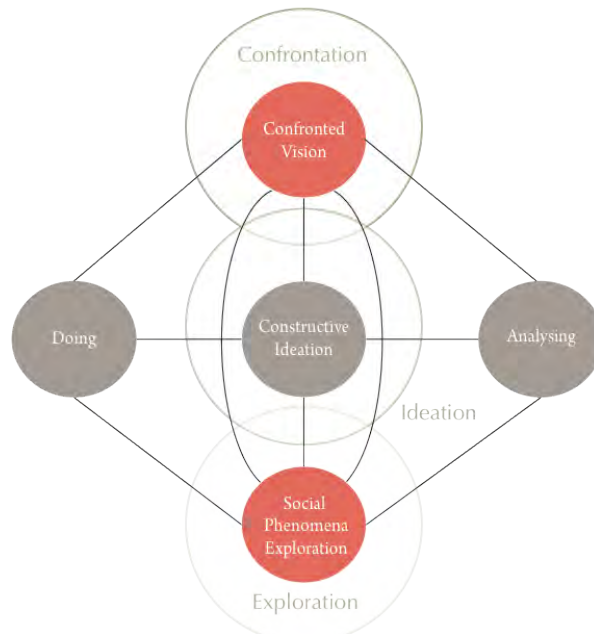 Confrontation
Confronted
Vision
Doing
Constructive
Ideation
Analysing
Ideation
Social
Phenomena
Exploration
Exploration